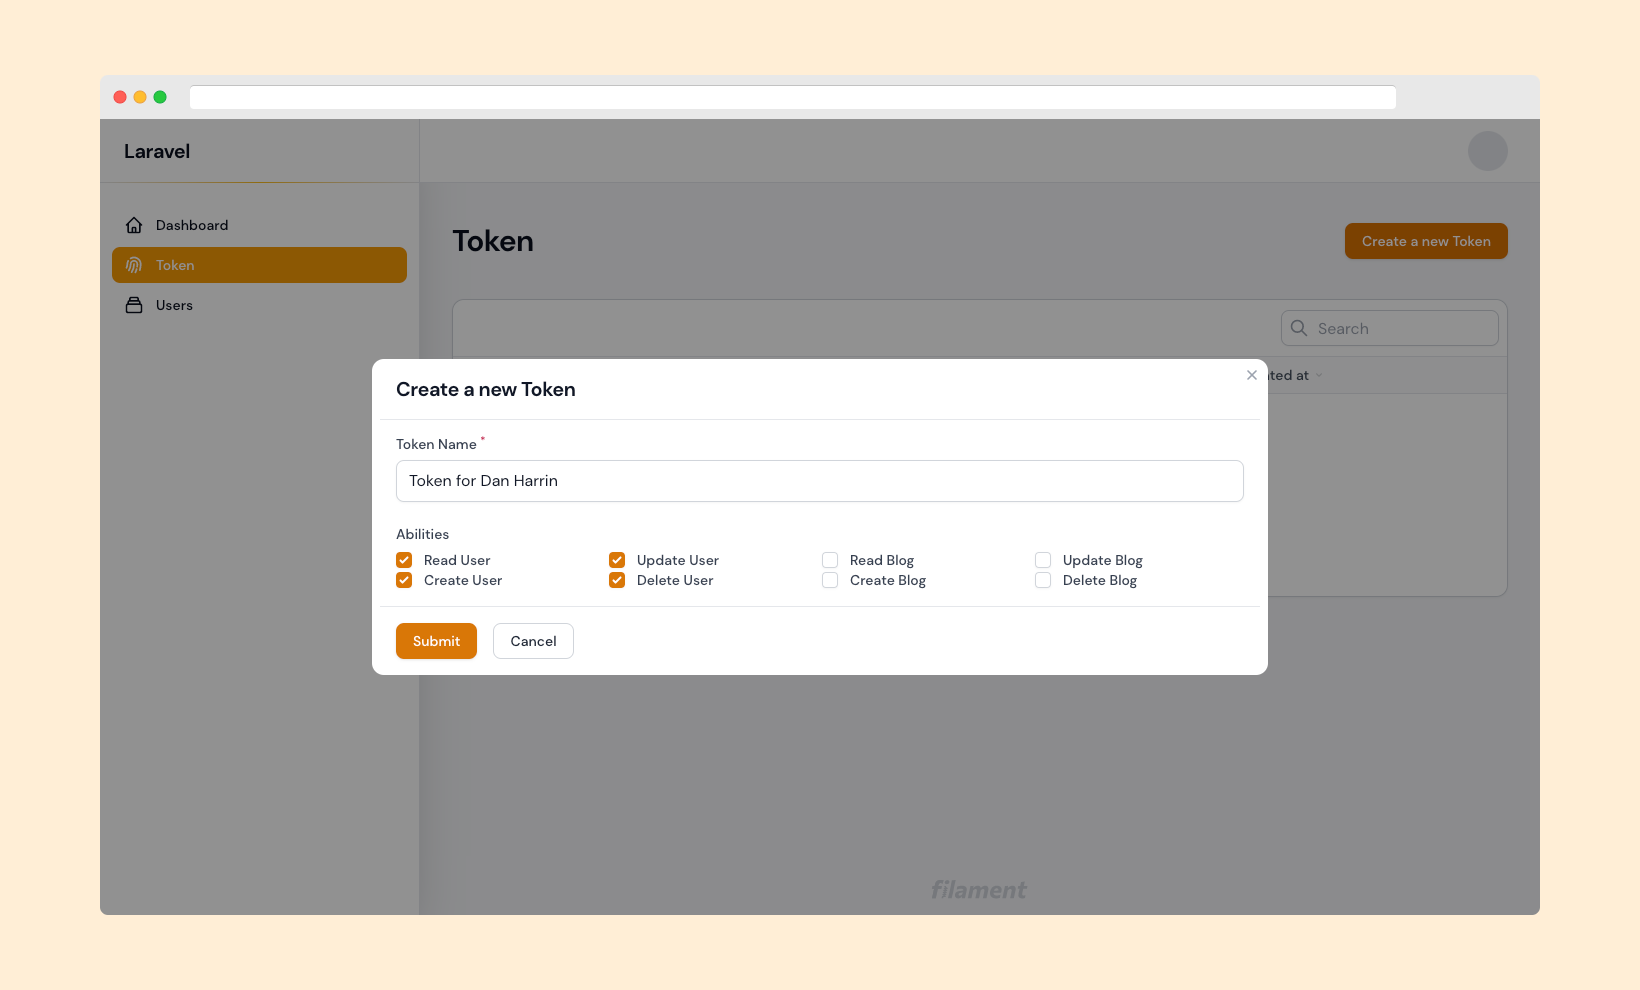 Laravel
Dashboard
Token
Users
Token
Create a new Token
Search
Create a new Token
Token Name *
Token for Dan Harrin
Abilities
Read User Update User Read Blog Update Blog
Create User Delete User Create Blog Delete Blog
Submit Cancel
filament